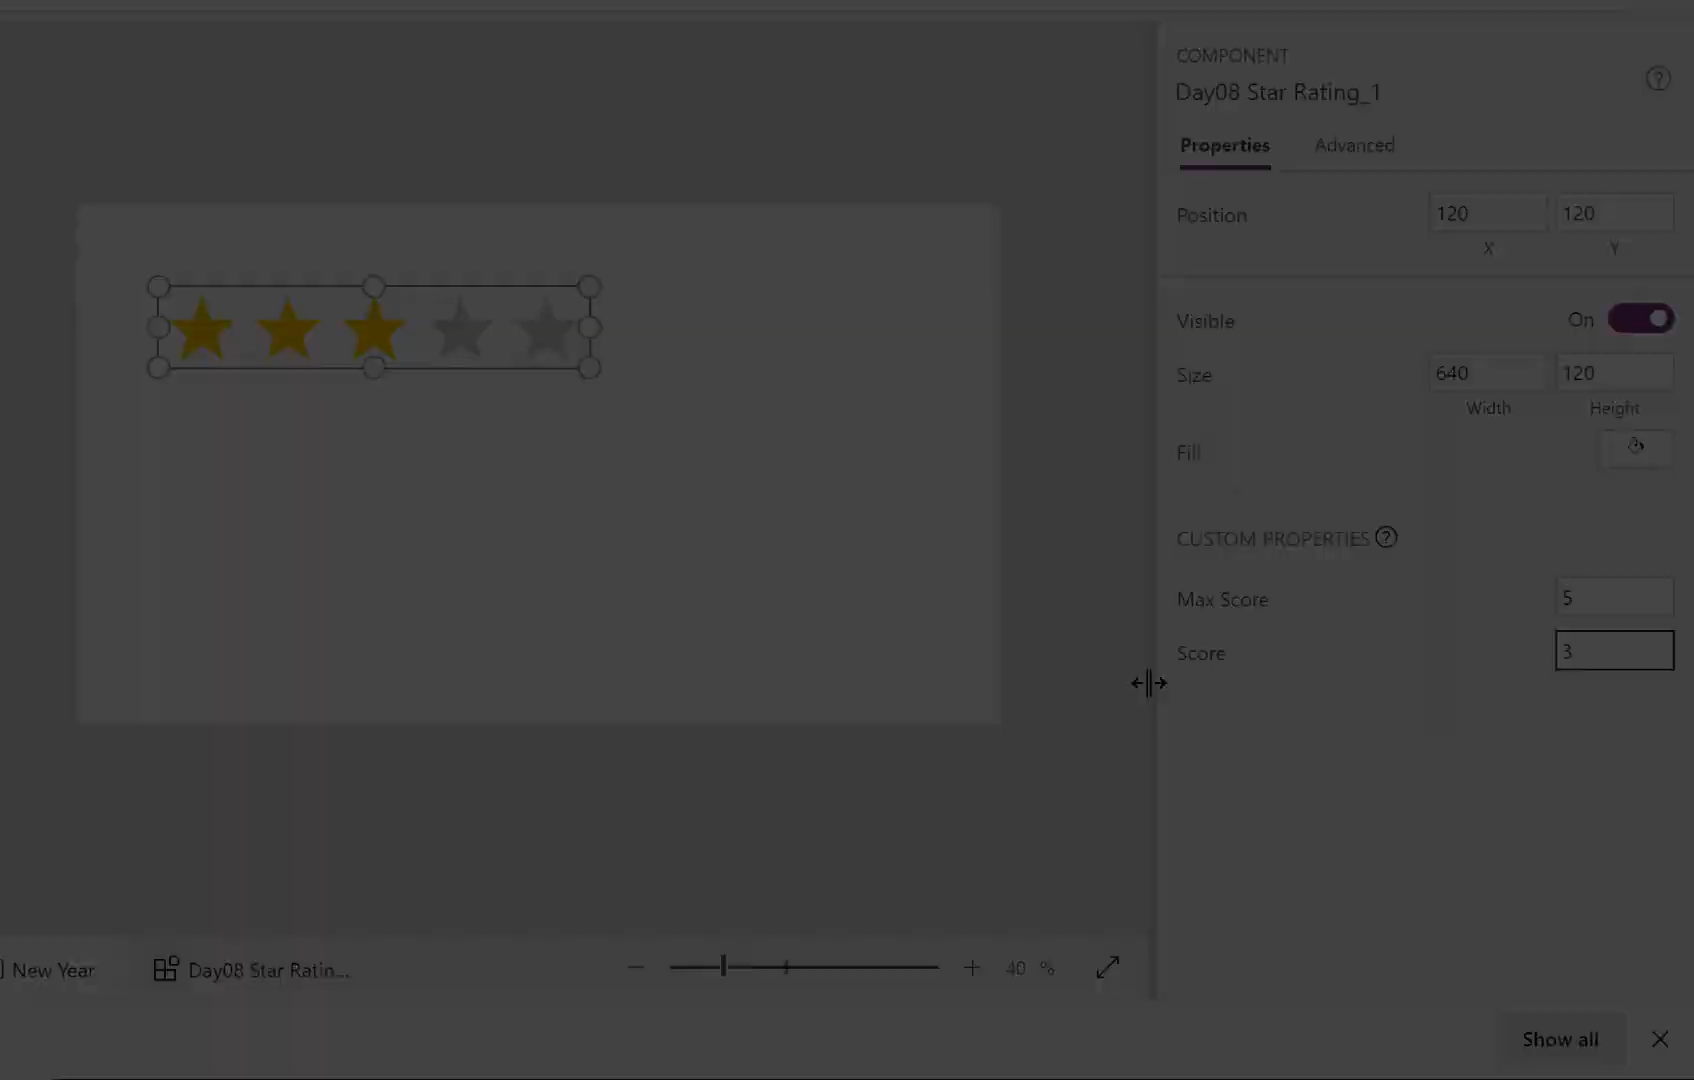 COMPONENT
Day08 Star Rating_1
?
Properties
Advanced
Position
120
120
X
Y
Visible
On
Size
640
120
Width
Height
Fill
CUSTOM PROPERTIES ?
Max Score
5
Score
3
New Year
Day08 Star Ratin...
40 %
Show all